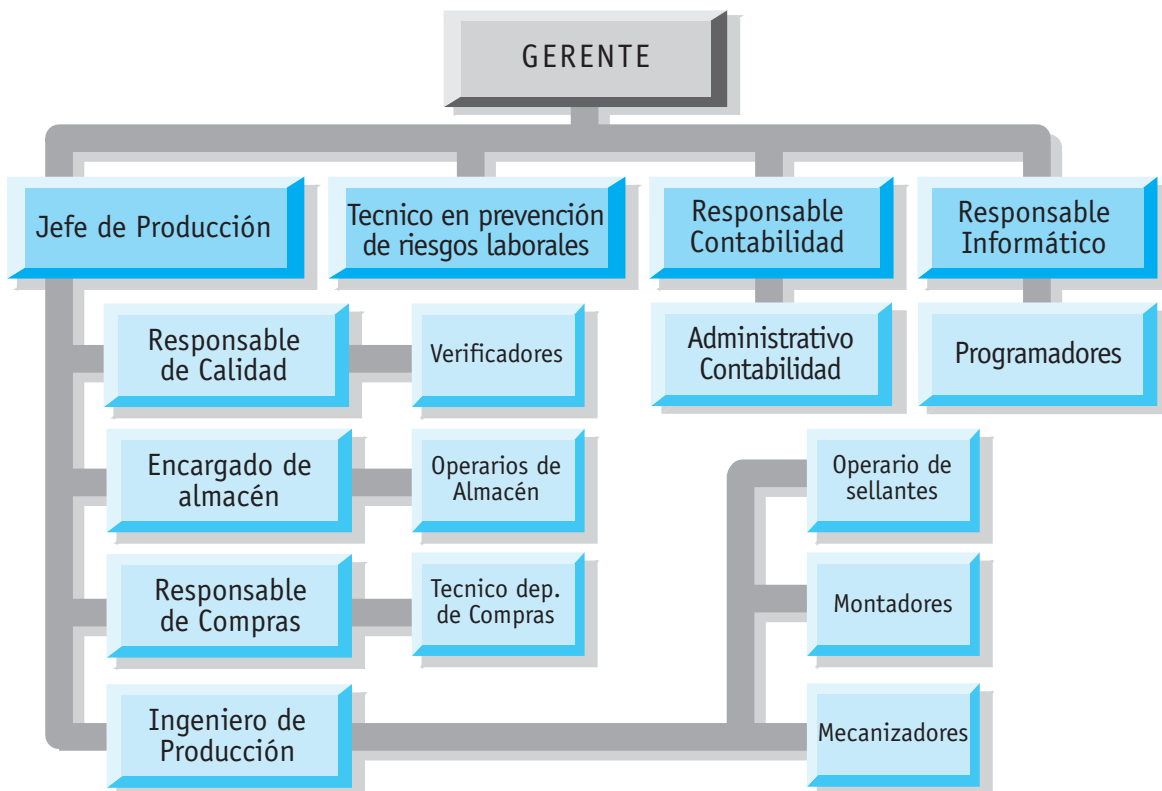 GERENTE
Jefe de Producción
Tecnico en prevención
de riesgos laborales
Responsable
Contabilidad
Responsable
Informático
Responsable
de Calidad
Verificadores
Administrativo
Contabilidad
Programadores
Encargado de
almacén
Operarios de
Almacén
Operario de
sellantes
Responsable
de Compras
Tecnico dep.
de Compras
Montadores
Ingeniero de
Producción
Mecanizadores